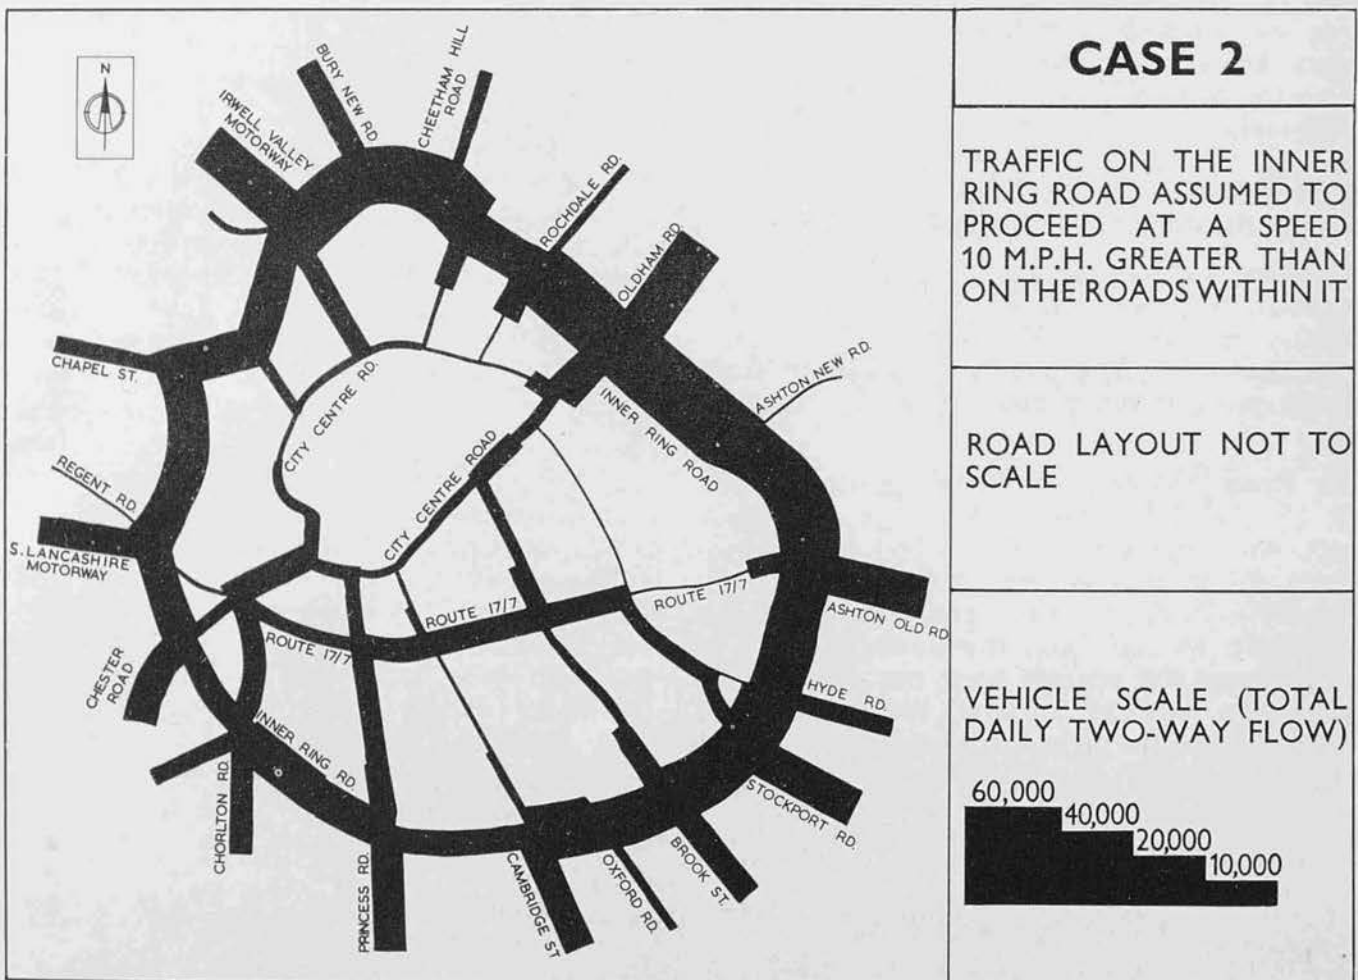 N
BURY NEW RD.
CHEETHAM HILL
ROAD
IRWELL VALLEY
MOTORWAY
ROCHDALE RD.
OLDHAM RD.
CHAPEL ST.
CITY CENTRE RD.
INNER RING ROAD
ASHTON NEW RD.
REGENT RD.
CITY CENTRE ROAD
S.LANCASHIRE
MOTORWAY
ROUTE 17/7
ROUTE 17/7
ROUTE 17/7
ASHTON OLD RD
CHESTER
ROAD
HYDE RD.
INNER RING RD.
STOCKPORT RD.
CHORLTON RD.
PRINCESS RD.
CAMBRIDGE ST
OXFORD RD.
BROOK ST.
CASE 2
TRAFFIC ON THE INNER
RING ROAD ASSUMED TO
PROCEED AT A SPEED
10 M.P.H. GREATER THAN
ON THE ROADS WITHIN IT
ROAD LAYOUT NOT TO
SCALE
VEHICLE SCALE (TOTAL
DAILY TWO-WAY FLOW)
60,000
40,000
20,000
10,000